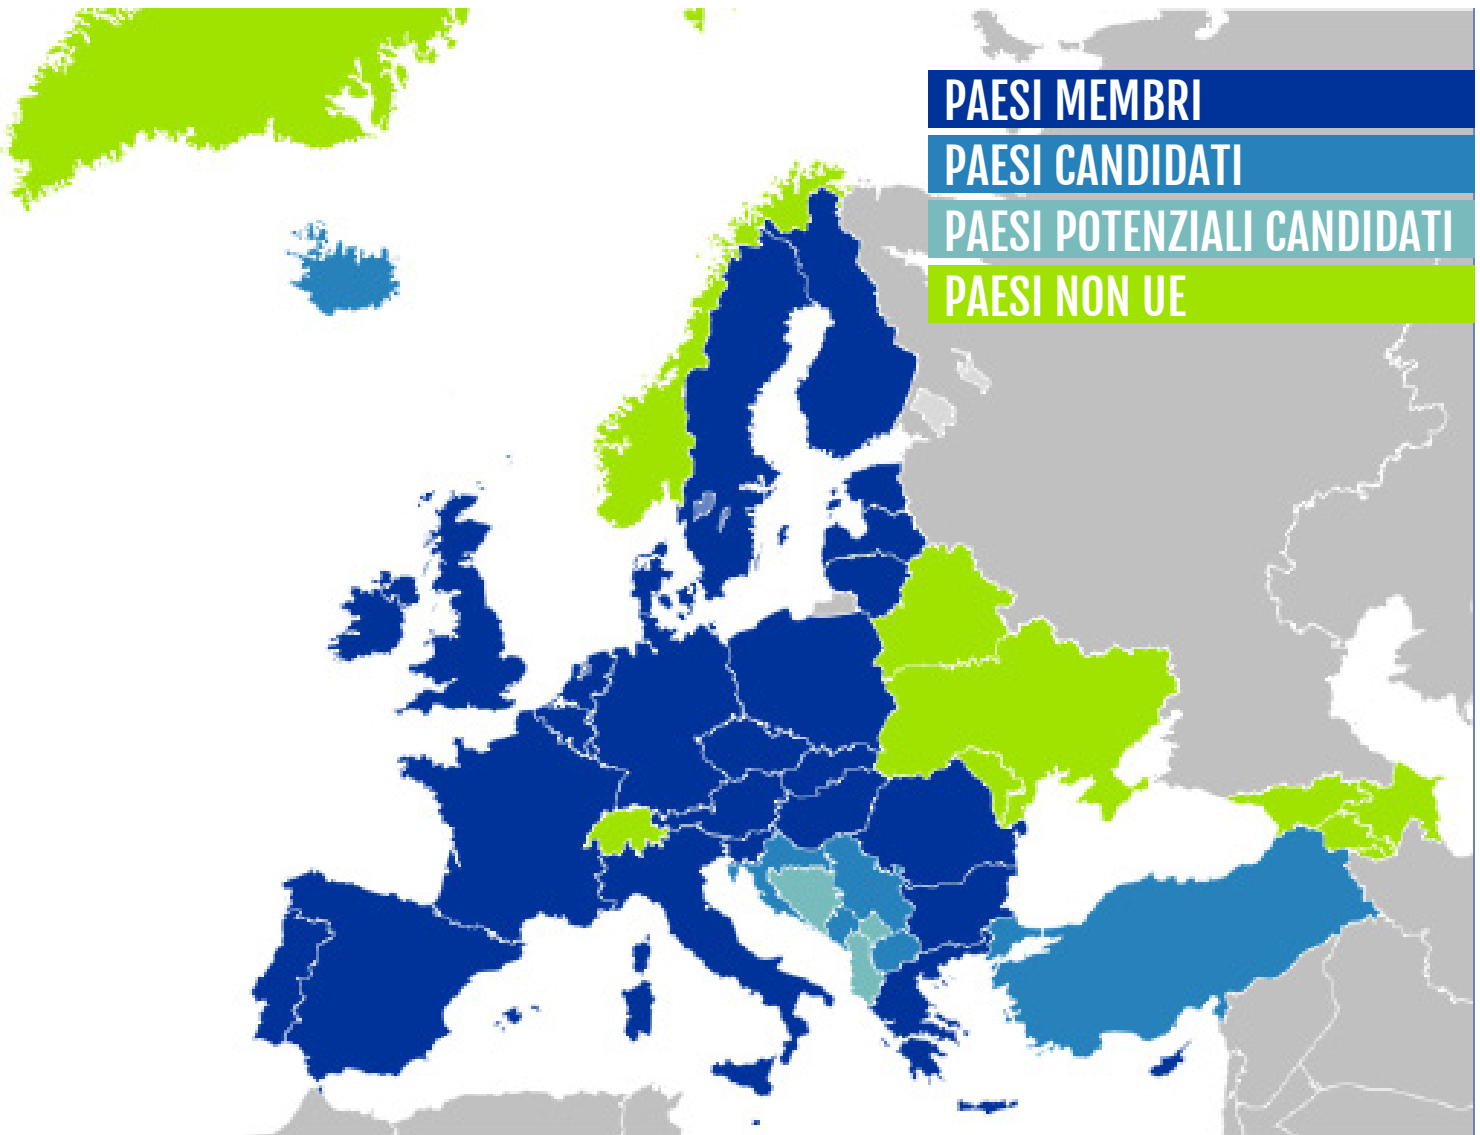 PAESI MEMBRI
PAESI CANDIDATI
PAESI POTENZIALI CANDIDATI
PAESI NON UE